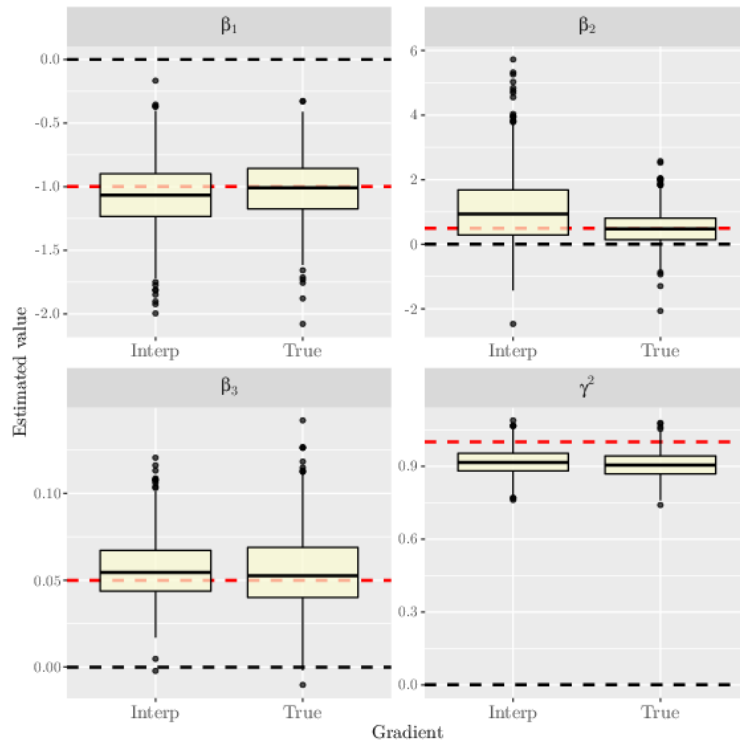 β₁
β₂
0.0
-0.5
-1.0
-1.5
-2.0
6
4
2
0
-2
Interp
True
Interp
True
Estimated value
β₃
γ²
0.10
0.05
0.00
0.9
0.6
0.3
0.0
Interp
True
Interp
True
Gradient